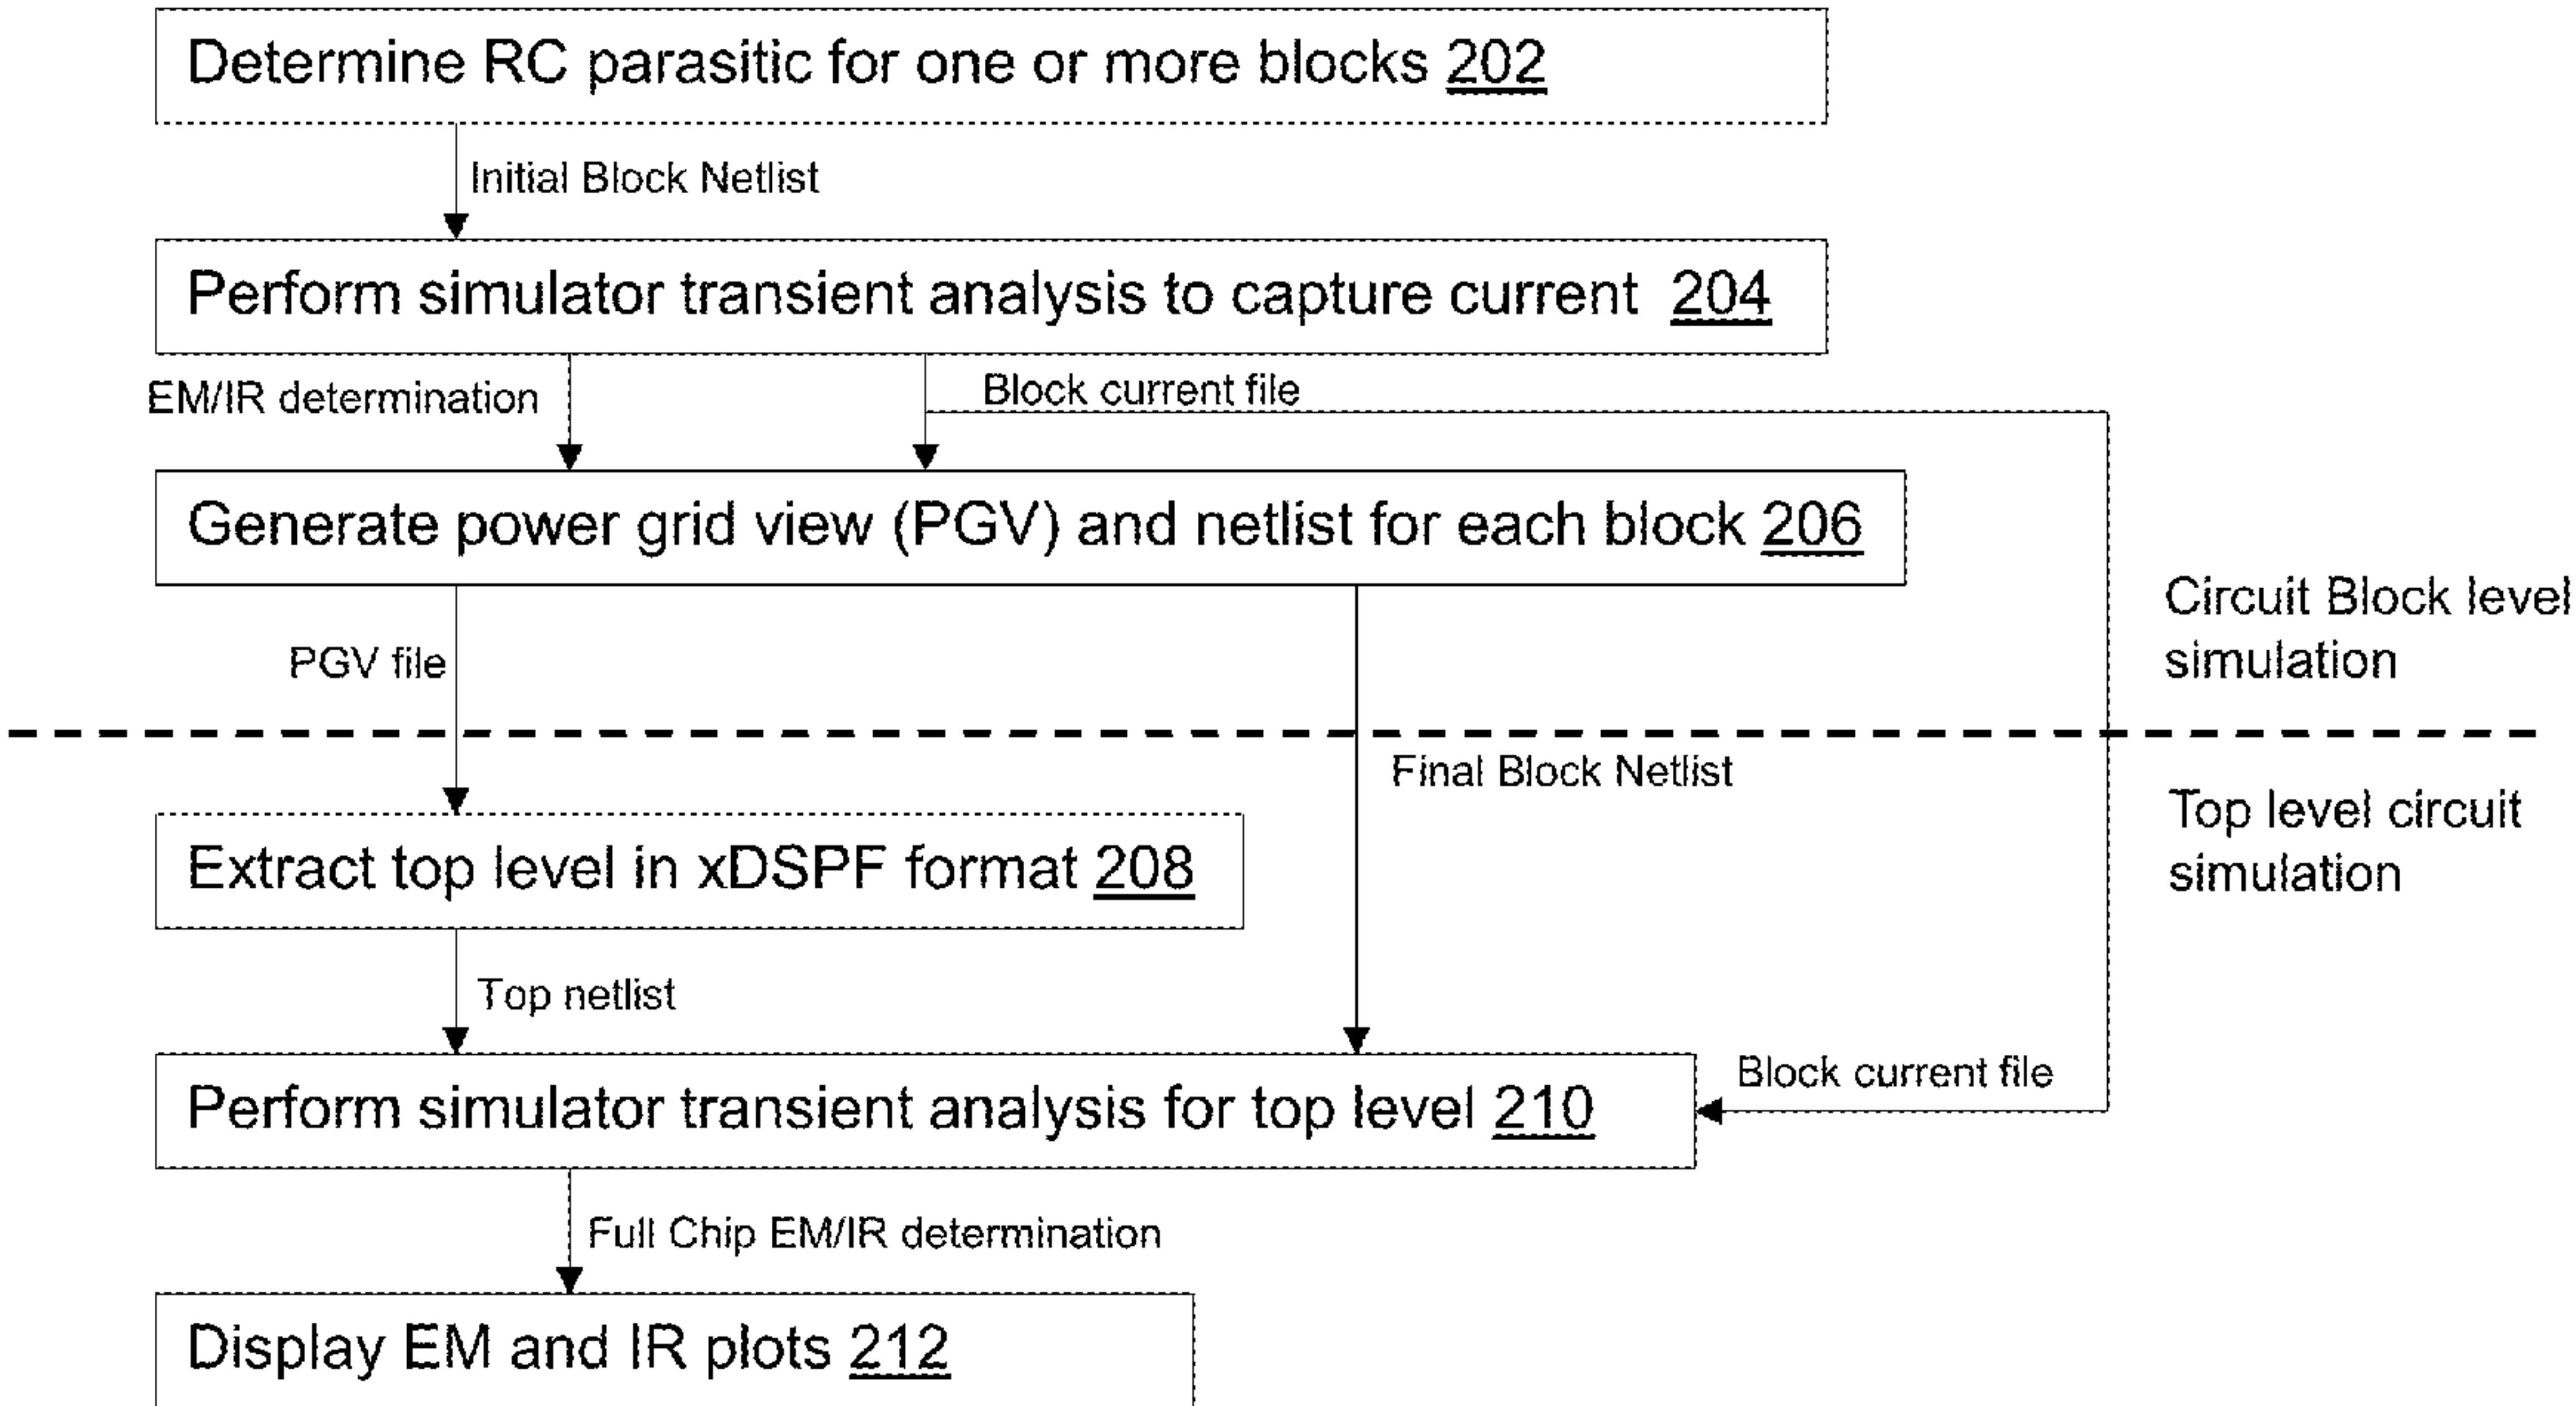 Determine RC parasitic for one or more blocks 202
Initial Block Netlist
Perform simulator transient analysis to capture current 204
EM/IR determination
Block current file
Generate power grid view (PGV) and netlist for each block 206
Circuit Block level
simulation
PGV file
Final Block Netlist
Top level circuit
simulation
Extract top level in xDSPF format 208
Top netlist
Block current file
Perform simulator transient analysis for top level 210
Full Chip EM/IR determination
Display EM and IR plots 212